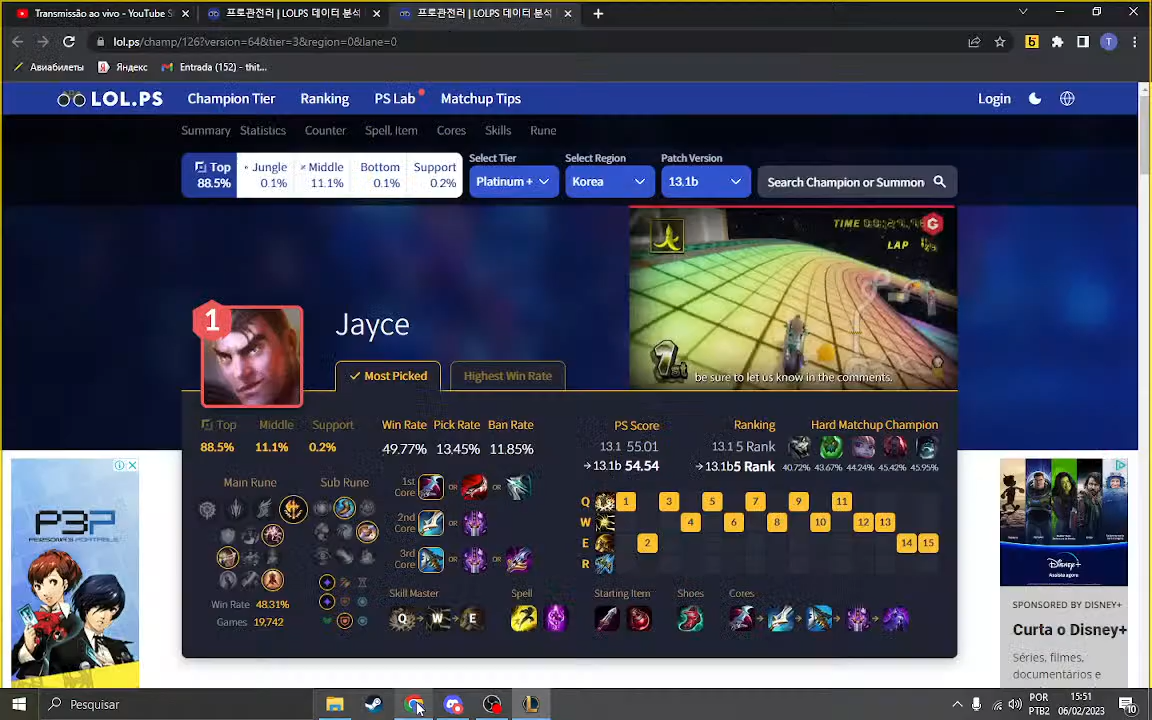 Transmissão ao vivo - YouTube S
프로관전러 | LOLPS 데이터 분석
프로관전러 | LOLPS 데이터 분석
lol.ps/champ/126?version=64&tier=3&region=0&lane=0
Авиабилеты
Яндекс
Entrada (152) - thit...
LOL.PS
Champion Tier
Ranking
PS Lab
Matchup Tips
Login
Summary
Statistics
Counter
Spell, Item
Cores
Skills
Rune
Top
88.5%
Jungle
0.1%
Middle
11.1%
Bottom
0.1%
Support
0.2%
Select Tier
Platinum +
Select Region
Korea
Patch Version
13.1b
Search Champion or Summon
TIME
LAP
1st
be sure to let us know in the comments.
1
Jayce
Most Picked
Highest Win Rate
Top
88.5%
Middle
11.1%
Support
0.2%
Win Rate
49.77%
Pick Rate
13.45%
Ban Rate
11.85%
PS Score
13.1 55.01
→ 13.1b 54.54
Ranking
13.1 5 Rank
→ 13.1b 5 Rank
Hard Matchup Champion
40.72% 43.67% 44.24% 45.42% 45.95%
Main Rune
Sub Rune
Win Rate 48.31%
Games 19,742
1st Core
OR
OR
2nd Core
OR
3rd Core
OR
OR
Q 1 3 5 7 9 11
W 4 6 8 10 12 13
E 2 14 15
R
Skill Master
Q W E
Spell
Starting Item
Shoes
Cores
P3P
PERSONA3 PORTABLE
Disney+
Assista agora
SPONSORED BY DISNEY+
Curta o Disney+
Séries, filmes,
documentários e
Pesquisar
POR
PTB2
15:51
06/02/2023
10